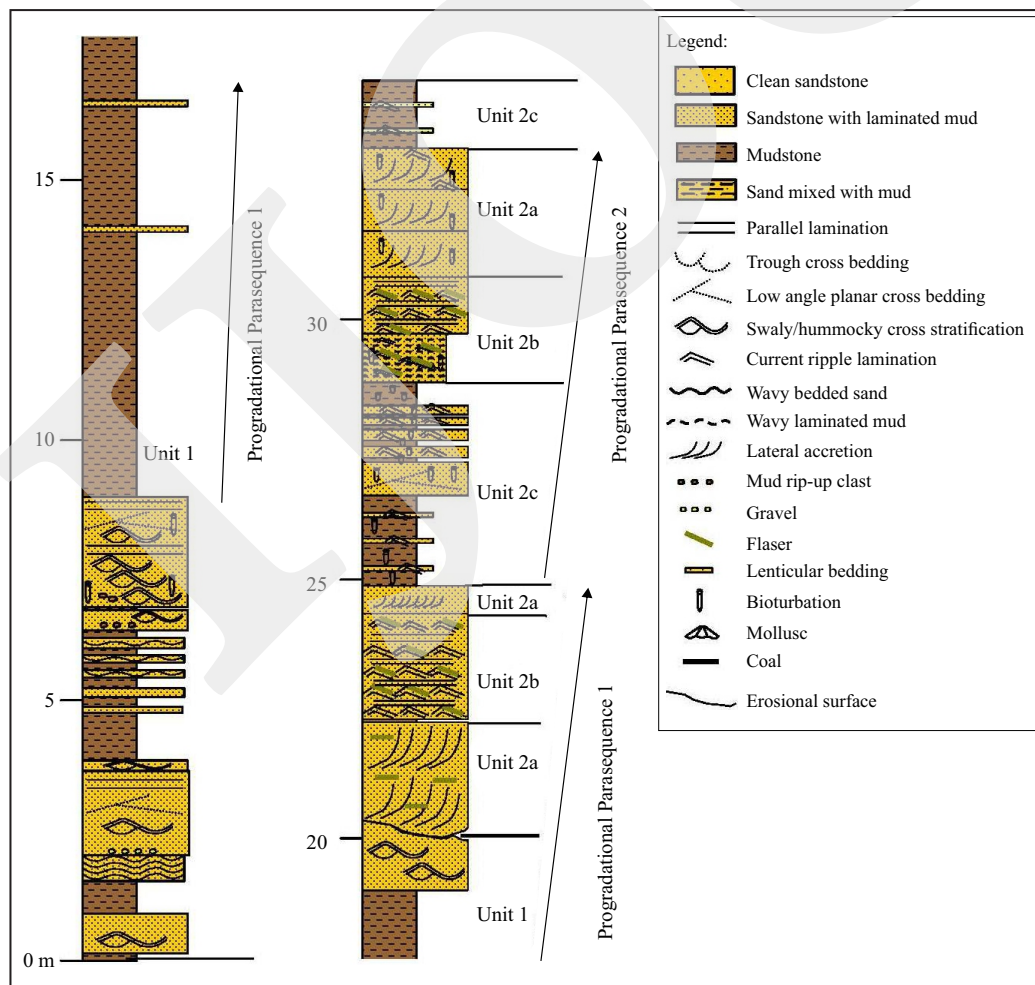 15
10
5
0 m
Unit 1
Progradational Parasequence 1
30
25
20
Unit 2c
Unit 2a
Unit 2b
Unit 2c
Unit 2a
Unit 2b
Unit 2a
Unit 1
Progradational Parasequence 2
Progradational Parasequence 1
Legend:
Clean sandstone
Sandstone with laminated mud
Mudstone
Sand mixed with mud
Parallel lamination
Trough cross bedding
Low angle planar cross bedding
Swaly/hummocky cross stratification
Current ripple lamination
Wavy bedded sand
Wavy laminated mud
Lateral accretion
Mud rip-up clast
Gravel
Flaser
Lenticular bedding
Bioturbation
Mollusc
Coal
Erosional surface